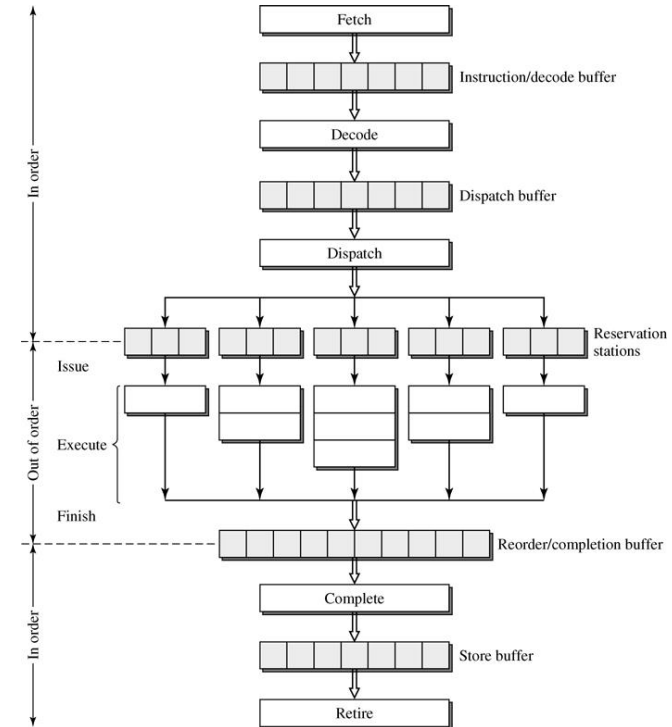 Fetch
Instruction/decode buffer
Decode
Dispatch buffer
Dispatch
In order
Reservation
stations
Issue
Execute
Out of order
Finish
Reorder/completion buffer
Complete
In order
Store buffer
Retire